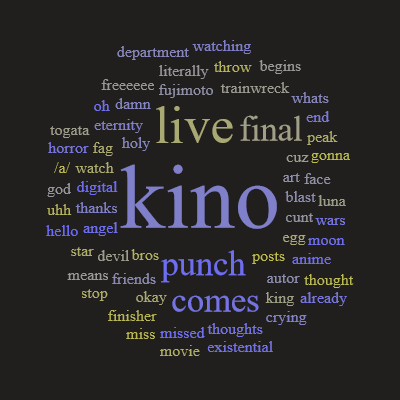 department watching
literally throw begins
freeeeee fujimoto trainwreck
oh damn whats
togata eternity live final end
horror fag holy peak
/a/ watch cuz gonna
god digital kino art face
uhh thanks blast luna
hello angel cunt wars
egg moon
star devil bros punch posts anime
means friends autor thought
stop okay comes king already
finisher crying
miss missed thoughts
movie existential